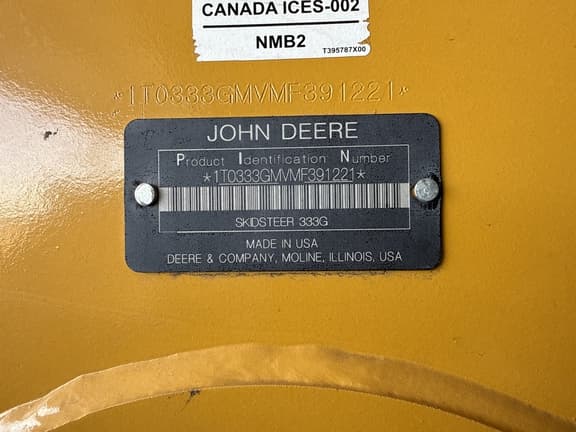 CANADA ICES-002
NMB2
T395787X00
*1T0333GMVMF391221*
JOHN DEERE
Product Identification Number
*1T0333GMVMF391221*
SKIDSTEER 333G
MADE IN USA
DEERE & COMPANY, MOLINE, ILLINOIS, USA